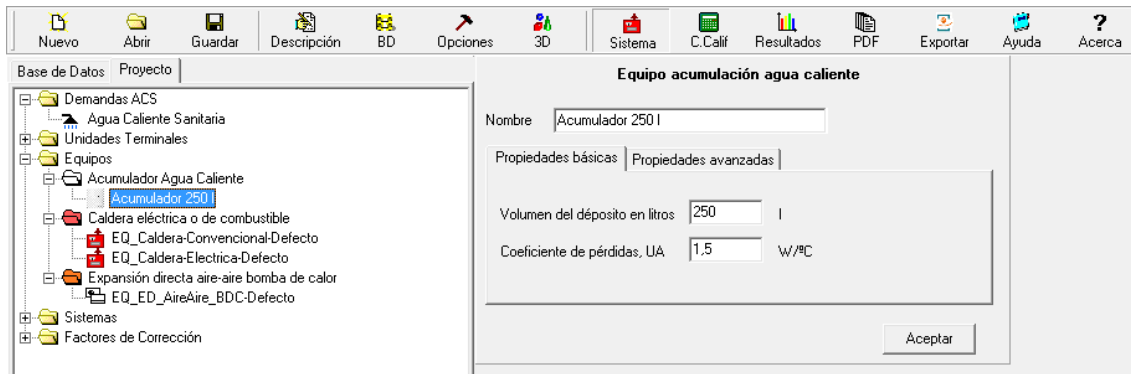 Nuevo Abrir Guardar Descripción BD Opciones 3D Sistema C.Calif Resultados PDF Exportar Ayuda Acerca
Base de Datos Proyecto
Demandas ACS
Agua Caliente Sanitaria
Unidades Terminales
Equipos
Acumulador Agua Caliente
Acumulador 250 l
Caldera eléctrica o de combustible
EQ_Caldera-Convencional-Defecto
EQ_Caldera-Electrica-Defecto
Expansión directa aire-aire bomba de calor
EQ_ED_AireAire_BDC-Defecto
Sistemas
Factores de Corrección
Equipo acumulación agua caliente
Nombre Acumulador 250 l
Propiedades básicas Propiedades avanzadas
Volumen del déposito en litros 250 l
Coeficiente de pérdidas, UA 1,5 W/ºC
Aceptar